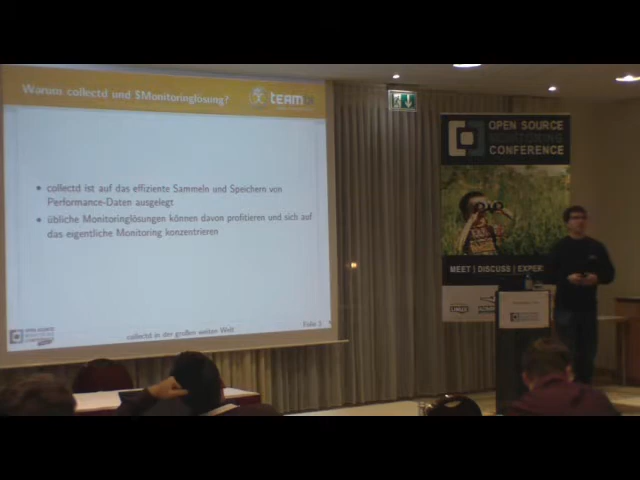 Warum collectd und $Monitoringlösung?
TEAM
• collectd ist auf das effiziente Sammeln und Speichern von
Performance-Daten ausgelegt
• übliche Monitoringlösungen können davon profitieren und sich auf
das eigentliche Monitoring konzentrieren
OPEN SOURCE
collectd in der großen weiten Welt
Folie 3
OPEN SOURCE
MONITORING
CONFERENCE
MEET | DISCUSS |